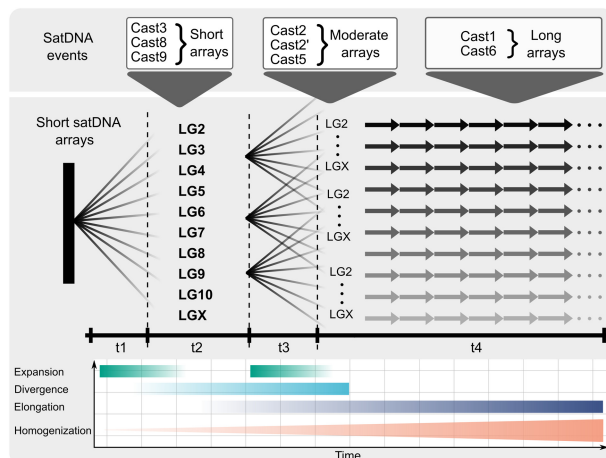 SatDNA
events
Cast3
Cast8
Cast9
Short
arrays
Cast2
Cast2'
Cast5
Moderate
arrays
Cast1
Cast6
Long
arrays
Short satDNA
arrays
LG2
LG3
LG4
LG5
LG6
LG7
LG8
LG9
LG10
LGX
LG2
LGX
LG2
LGX
LG2
LGX
t1
t2
t3
t4
Expansion
Divergence
Elongation
Homogenization
Time